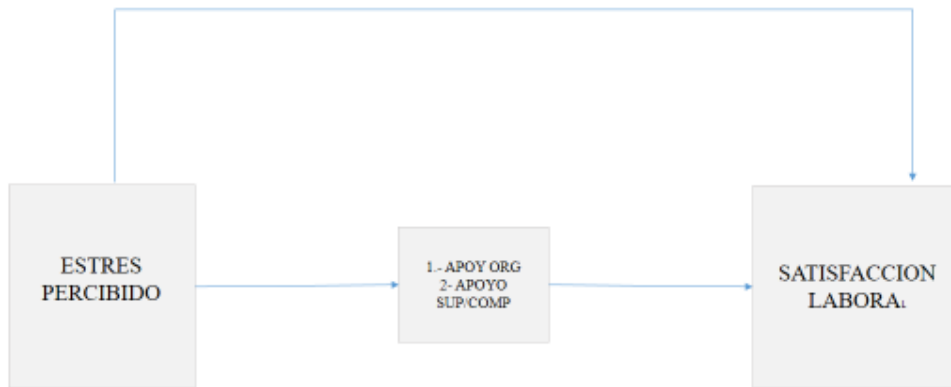 ESTRES
PERCIBIDO
1.- APOY ORG
2- APOYO
SUP/COMP
SATISFACCION
LABORAL